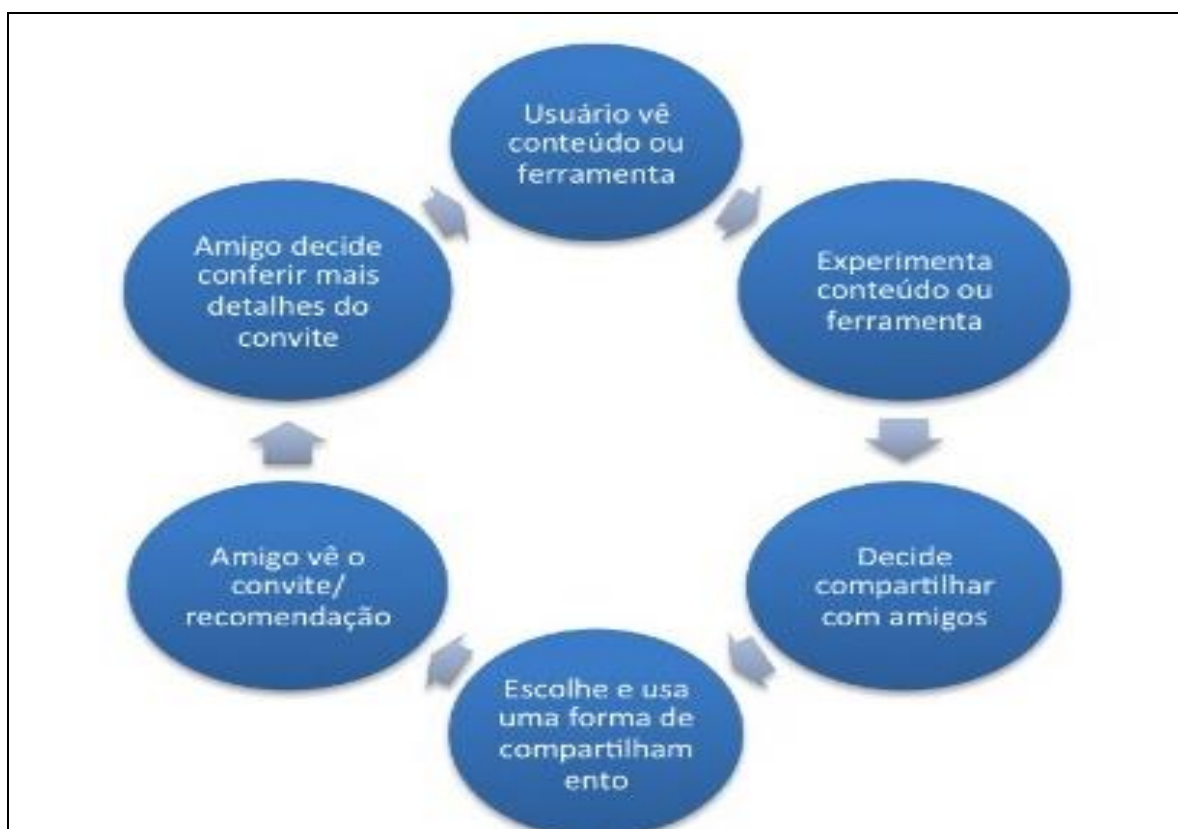 Usuário vê
conteúdo ou
ferramenta
Experimenta
conteúdo ou
ferramenta
Decide
compartilhar
com amigos
Escolhe e usa
uma forma de
compartilham
ento
Amigo vê o
convite/
recomendação
Amigo decide
conferir mais
detalhes do
convite